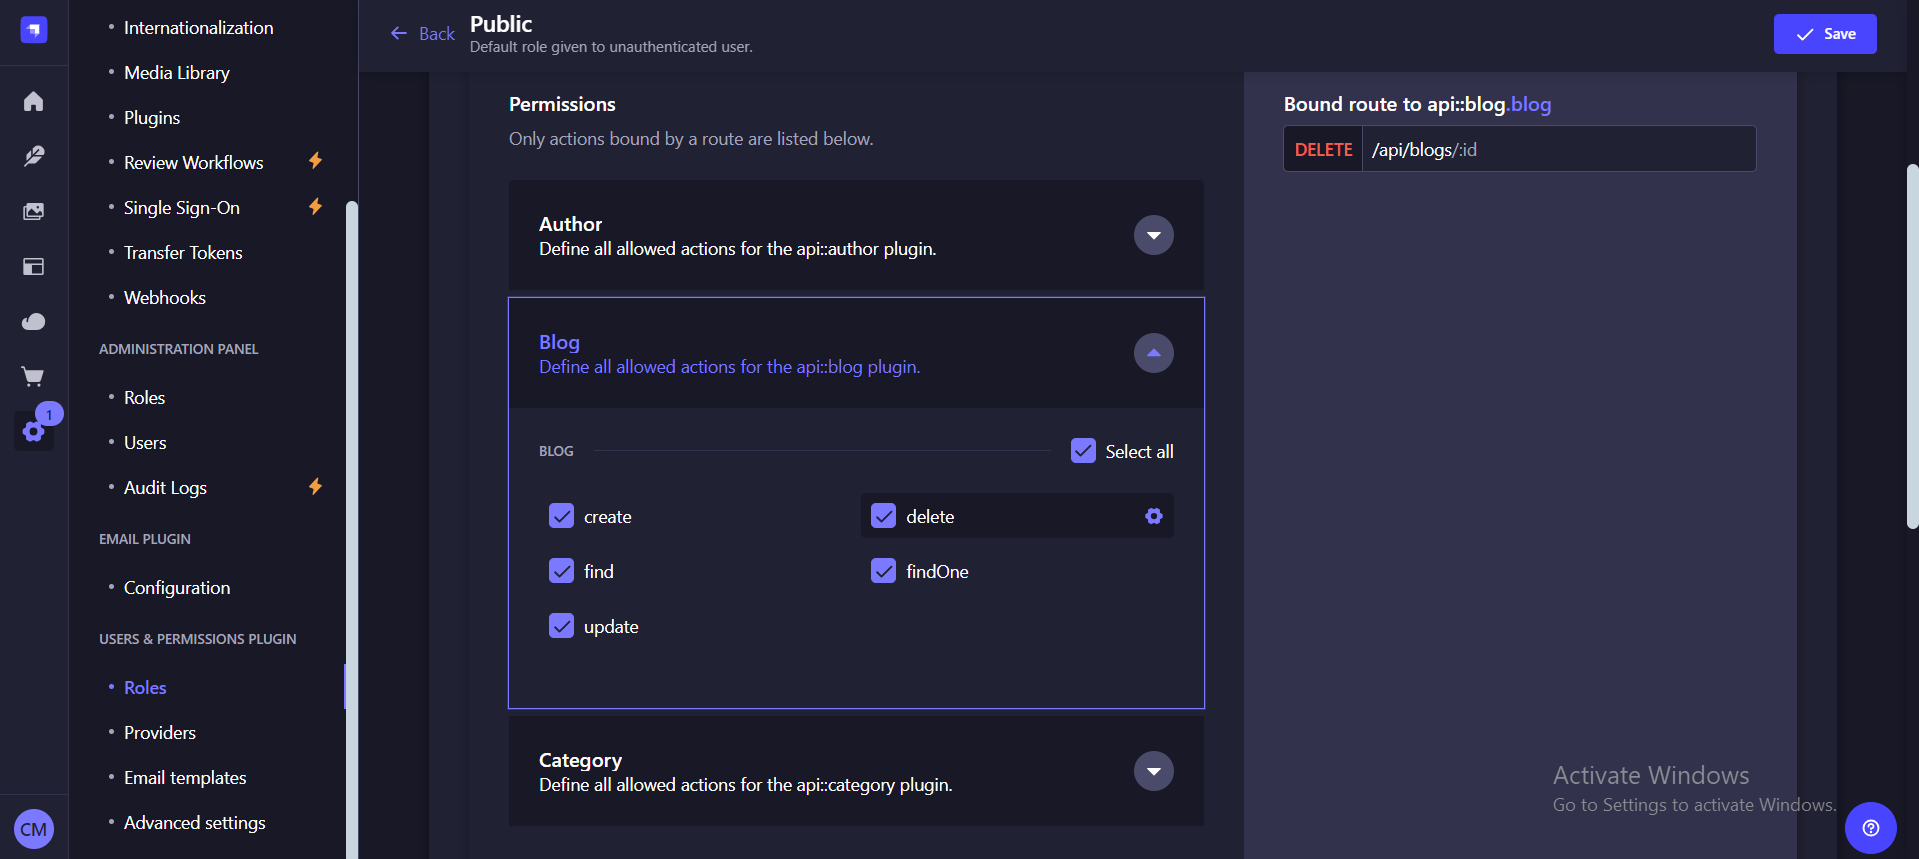 Internationalization
Media Library
Plugins
Review Workflows
Single Sign-On
Transfer Tokens
Webhooks
ADMINISTRATION PANEL
Roles
Users
Audit Logs
EMAIL PLUGIN
Configuration
USERS & PERMISSIONS PLUGIN
Roles
Providers
Email templates
Advanced settings
1
CM
Back
Public
Default role given to unauthenticated user.
Save
Permissions
Only actions bound by a route are listed below.
Author
Define all allowed actions for the api::author plugin.
Blog
Define all allowed actions for the api::blog plugin.
BLOG
Select all
create
delete
find
findOne
update
Category
Define all allowed actions for the api::category plugin.
Bound route to api::blog.blog
DELETE /api/blogs/:id
Activate Windows
Go to Settings to activate Windows.